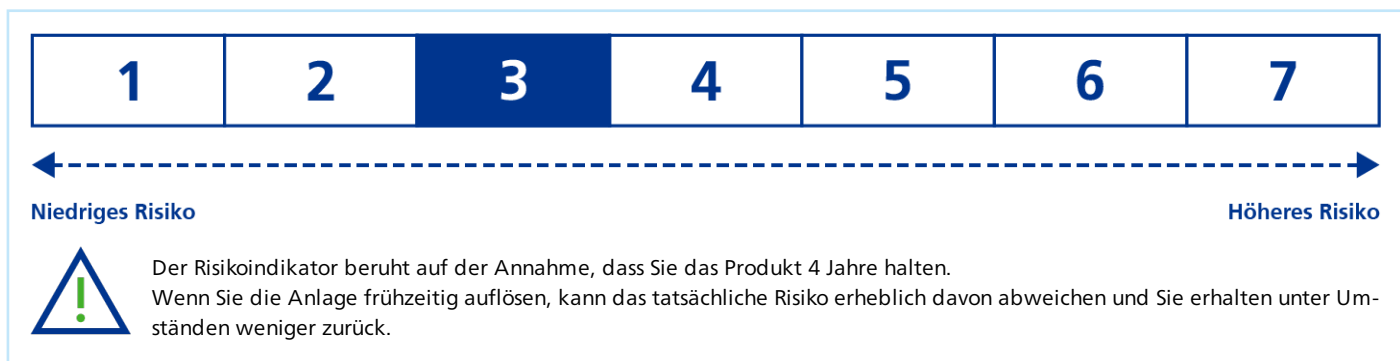 1 2 3 4 5 6 7
Niedriges Risiko Höheres Risiko
Der Risikoindikator beruht auf der Annahme, dass Sie das Produkt 4 Jahre halten.
Wenn Sie die Anlage frühzeitig auflösen, kann das tatsächliche Risiko erheblich davon abweichen und Sie erhalten unter Um-
ständen weniger zurück.